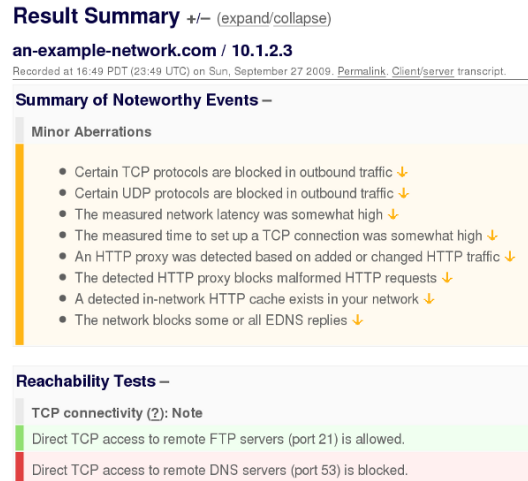 Result Summary +/– (expand/collapse)
an-example-network.com / 10.1.2.3
Recorded at 16:49 PDT (23:49 UTC) on Sun, September 27 2009. Permalink. Client/server transcript.
Summary of Noteworthy Events –
Minor Aberrations
Certain TCP protocols are blocked in outbound traffic ↓
Certain UDP protocols are blocked in outbound traffic ↓
The measured network latency was somewhat high ↓
The measured time to set up a TCP connection was somewhat high ↓
An HTTP proxy was detected based on added or changed HTTP traffic ↓
The detected HTTP proxy blocks malformed HTTP requests ↓
A detected in-network HTTP cache exists in your network ↓
The network blocks some or all EDNS replies ↓
Reachability Tests –
TCP connectivity (?): Note
Direct TCP access to remote FTP servers (port 21) is allowed.
Direct TCP access to remote DNS servers (port 53) is blocked.